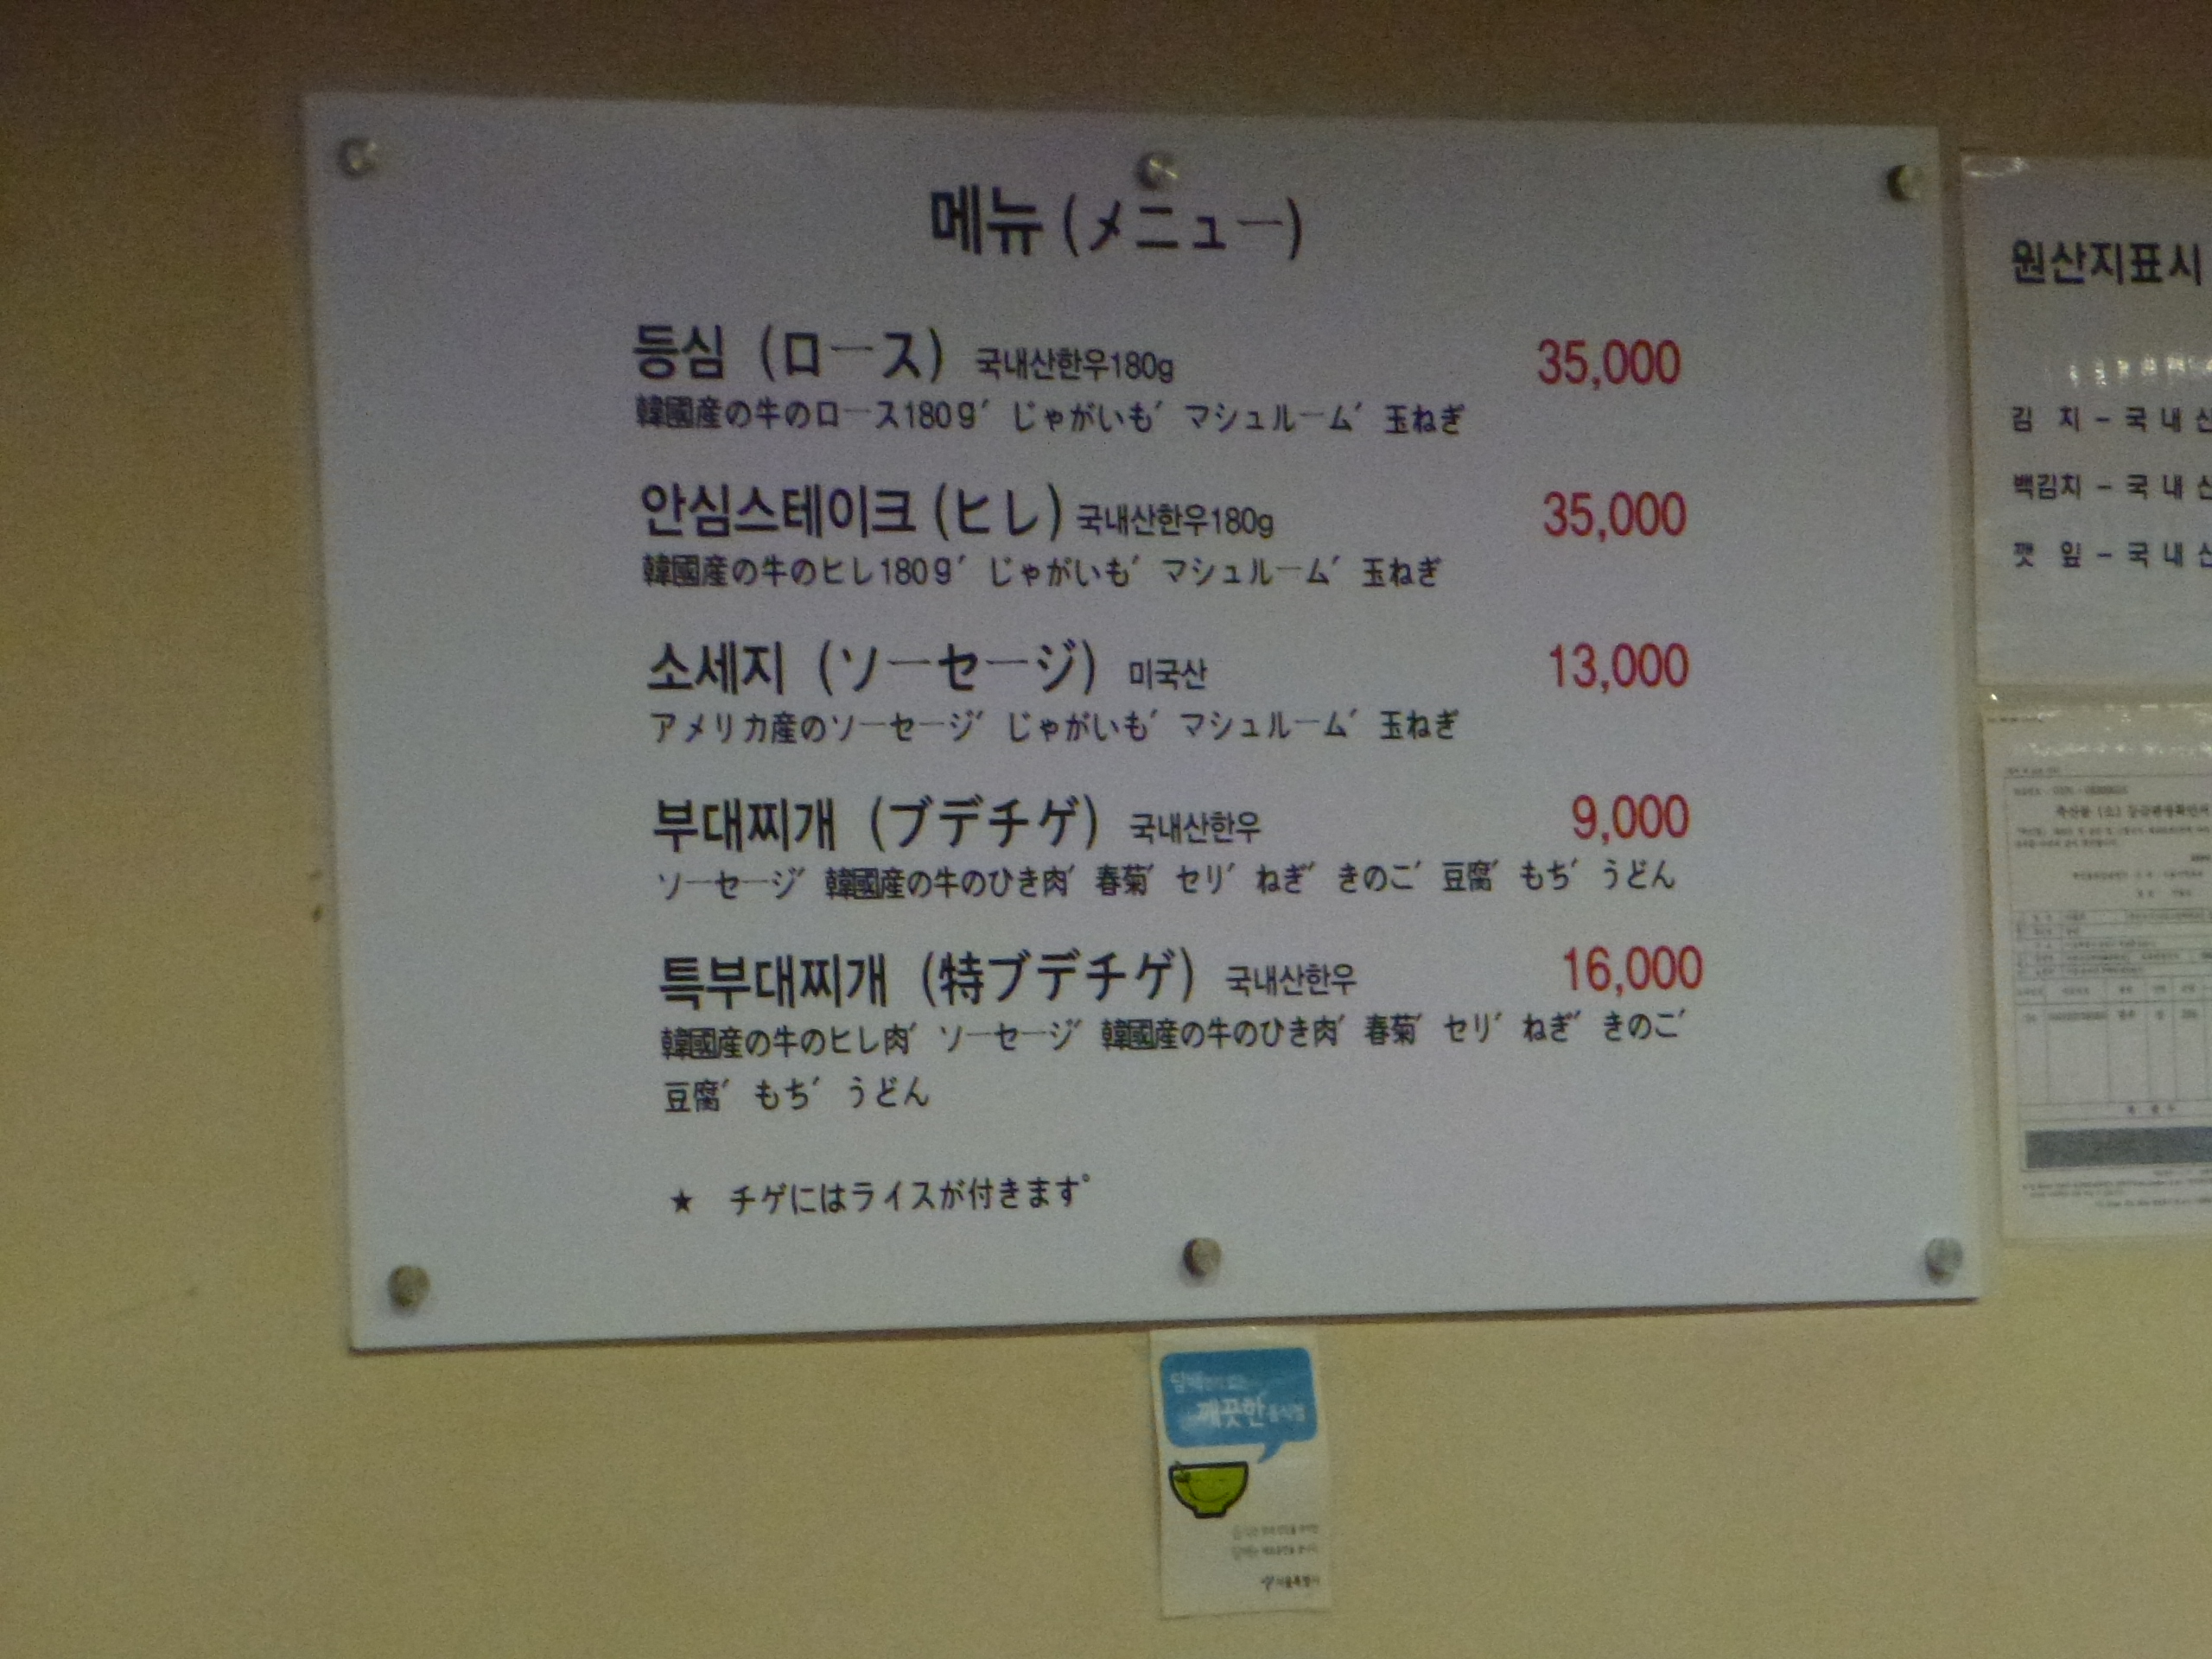 메뉴 (メニュー)
등심 (ロース) 국내산한우180g 35,000
韓國産の牛のロース180g′ じゃがいも′ マシュルーム′ 玉ねぎ
안심스테이크 (ヒレ) 국내산한우180g 35,000
韓國産の牛のヒレ180g′ じゃがいも′ マシュルーム′ 玉ねぎ
소세지 (ソーセージ) 미국산 13,000
アメリカ産のソーセージ′ じゃがいも′ マシュルーム′ 玉ねぎ
부대찌개 (ブデチゲ) 국내산한우 9,000
ソーセージ′ 韓國産の牛のひき肉′ 春菊′ セリ′ ねぎ′ きのこ′ 豆腐′ もち′ うどん
특부대찌개 (特ブデチゲ) 국내산한우 16,000
韓國産の牛のヒレ肉′ ソーセージ′ 韓國産の牛のひき肉′ 春菊′ セリ′ ねぎ′ きのこ′
豆腐′ もち′ うどん
★ チゲにはライスが付きます゜
원산지표시
김 치 - 국 내 산
백김치 - 국 내 산
깻 잎 - 국 내 산
깨끗한
서울특별시